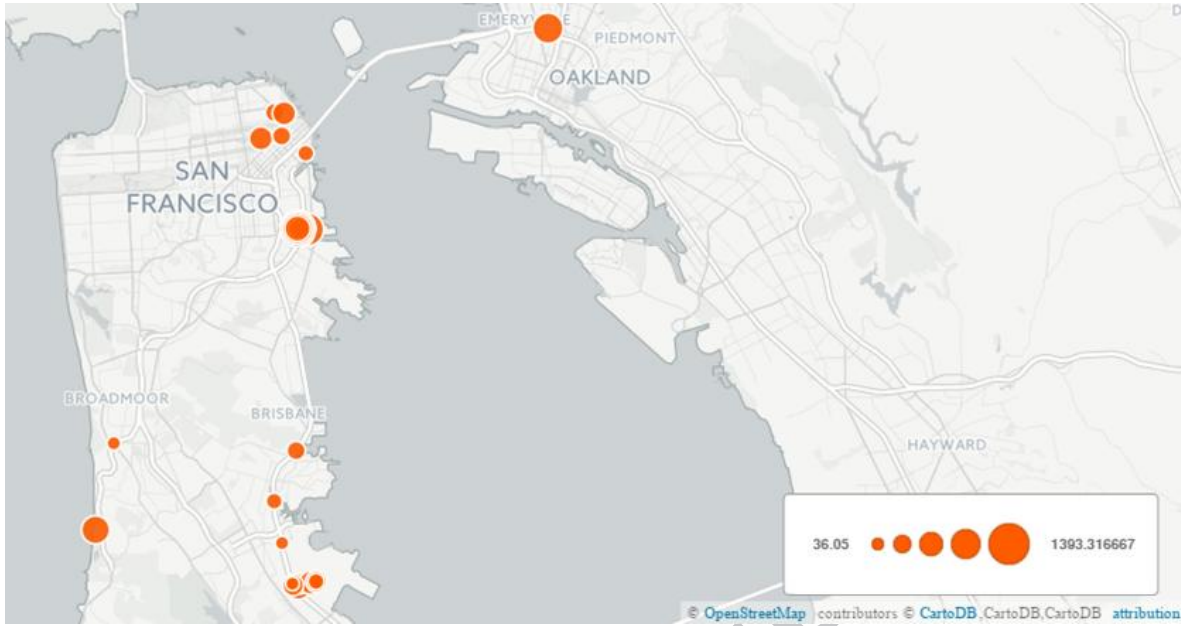 EMERYVILLE
PIEDMONT
OAKLAND
SAN
FRANCISCO
BROADMOOR
BRISBANE
HAYWARD
36.05 1393.316667
© OpenStreetMap contributors © CartoDB ,CartoDB,CartoDB attribution